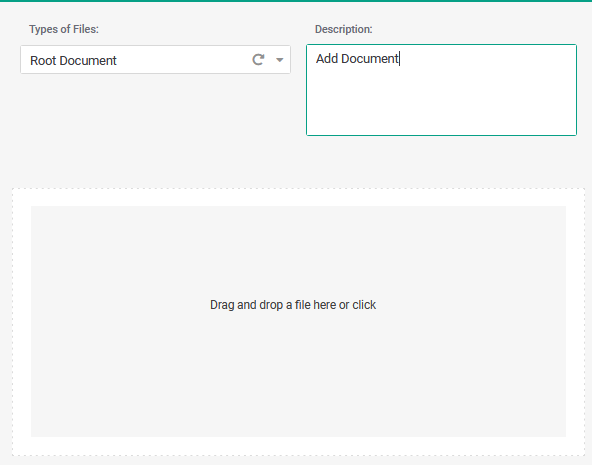 Types of Files:
Description:
Root Document
Add Document
Drag and drop a file here or click